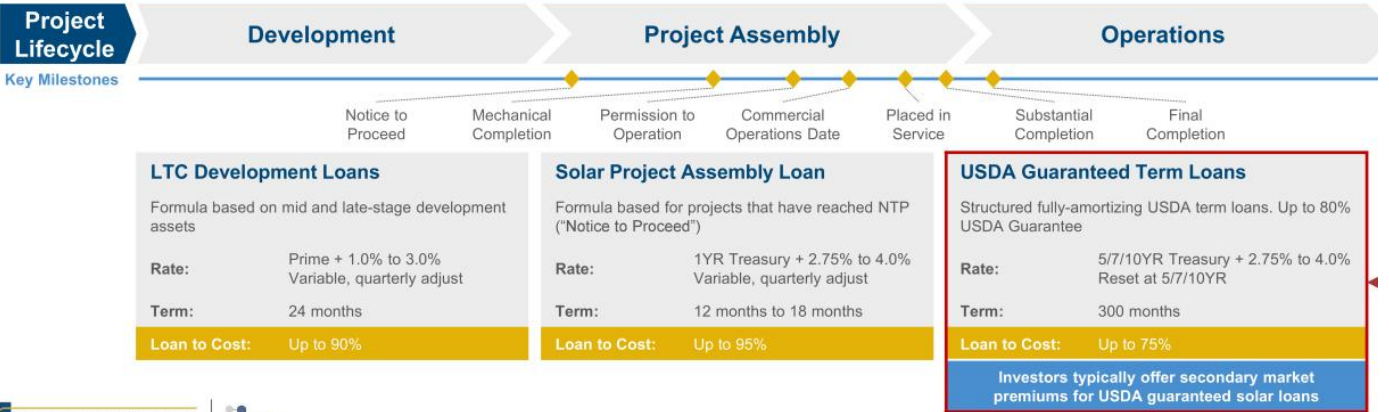 Project
Lifecycle
Development
Project Assembly
Operations
Key Milestones
Notice to
Proceed
Mechanical
Completion
Permission to
Operation
Commercial
Operations Date
Placed in
Service
Substantial
Completion
Final
Completion
LTC Development Loans
Formula based on mid and late-stage development
assets
Rate:
Prime + 1.0% to 3.0%
Variable, quarterly adjust
Term:
24 months
Loan to Cost:
Up to 90%
Solar Project Assembly Loan
Formula based for projects that have reached NTP
(“Notice to Proceed”)
Rate:
1YR Treasury + 2.75% to 4.0%
Variable, quarterly adjust
Term:
12 months to 18 months
Loan to Cost:
Up to 95%
USDA Guaranteed Term Loans
Structured fully-amortizing USDA term loans. Up to 80%
USDA Guarantee
Rate:
5/7/10YR Treasury + 2.75% to 4.0%
Reset at 5/7/10YR
Term:
300 months
Loan to Cost:
Up to 75%
Investors typically offer secondary market
premiums for USDA guaranteed solar loans